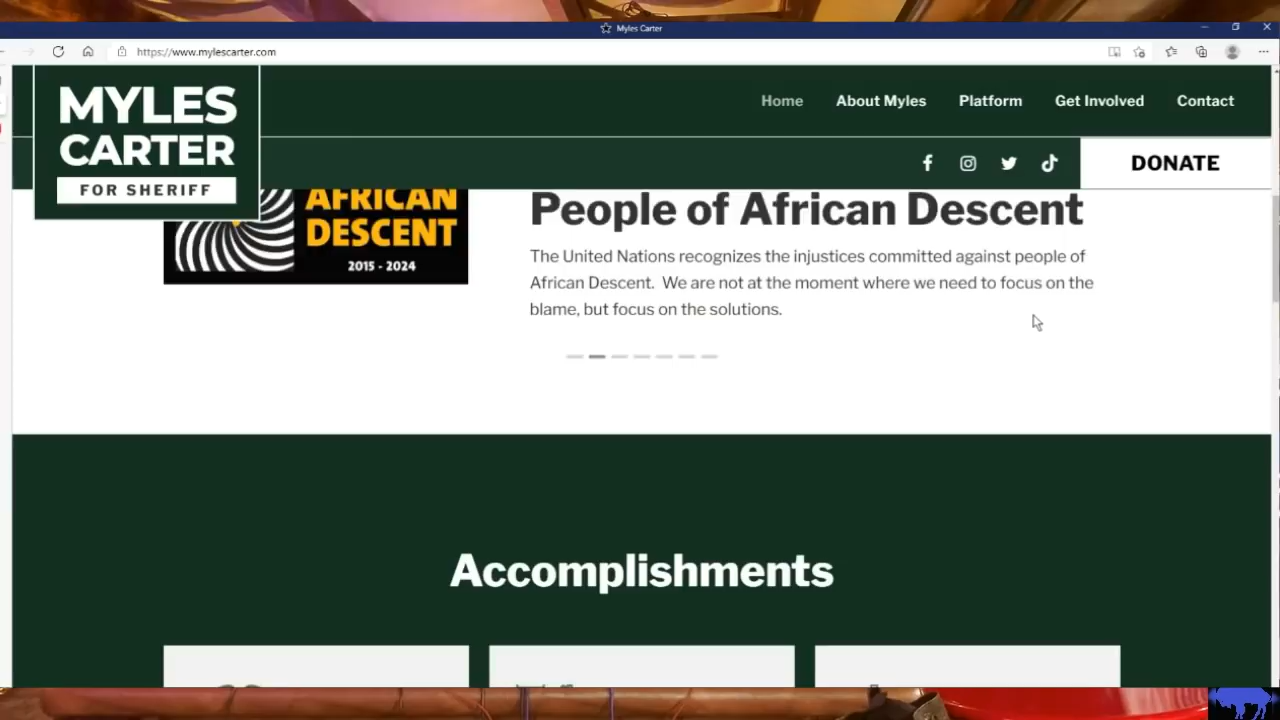 Myles Carter
https://www.mylescarter.com
MYLES
CARTER
FOR SHERIFF
Home About Myles Platform Get Involved Contact
DONATE
AFRICAN
DESCENT
2015 - 2024
People of African Descent
The United Nations recognizes the injustices committed against people of
African Descent. We are not at the moment where we need to focus on the
blame, but focus on the solutions.
Accomplishments